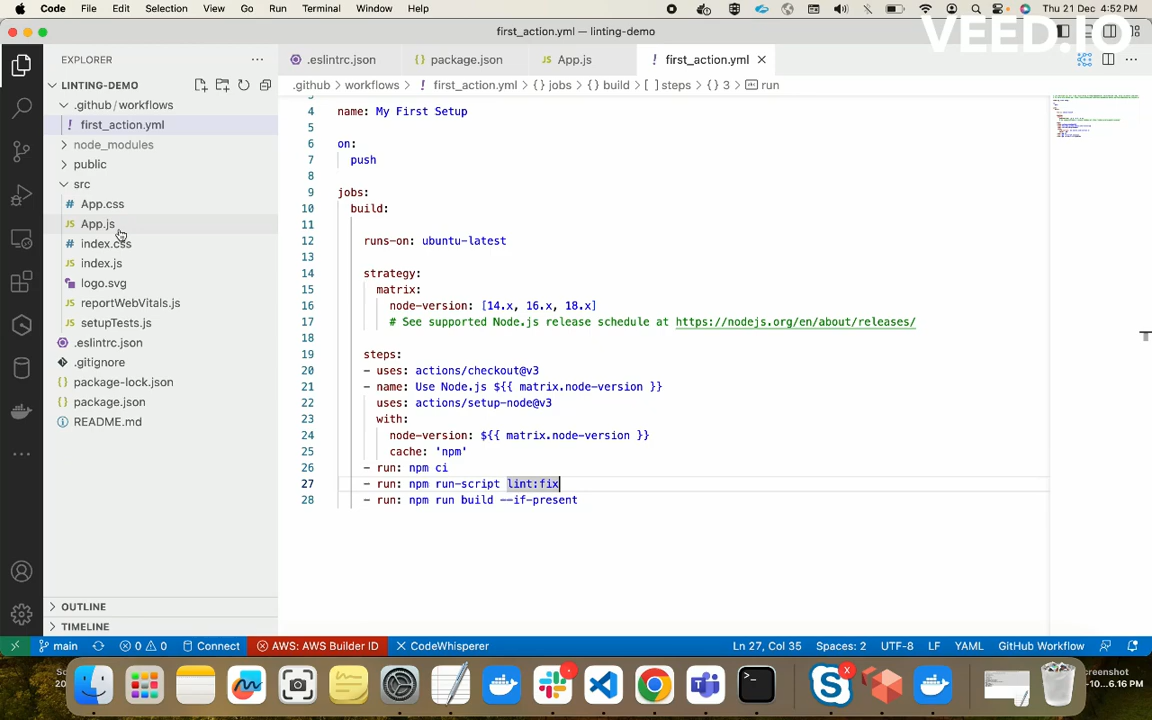 Code File Edit Selection View Go Run Terminal Window Help Thu 21 Dec 4:52 PM
first_action.yml — linting-demo
VEED.IO
EXPLORER
.eslintrc.json package.json App.js first_action.yml
LINTING-DEMO
.github > workflows > first_action.yml > {} jobs > {} build > [ ] steps > {} 3 > run
.github/workflows
first_action.yml
node_modules
public
src
App.css
App.js
index.css
index.js
logo.svg
reportWebVitals.js
setupTests.js
.eslintrc.json
.gitignore
package-lock.json
package.json
README.md
OUTLINE
TIMELINE
4 name: My First Setup
5
6 on:
7 push
8
9 jobs:
10 build:
11
12 runs-on: ubuntu-latest
13
14 strategy:
15 matrix:
16 node-version: [14.x, 16.x, 18.x]
17 # See supported Node.js release schedule at https://nodejs.org/en/about/releases/
18
19 steps:
20 - uses: actions/checkout@v3
21 - name: Use Node.js ${{ matrix.node-version }}
22 uses: actions/setup-node@v3
23 with:
24 node-version: ${{ matrix.node-version }}
25 cache: 'npm'
26 - run: npm ci
27 - run: npm run-script lint:fix
28 - run: npm run build --if-present
main 0 0 Connect AWS: AWS Builder ID CodeWhisperer Ln 27, Col 35 Spaces: 2 UTF-8 LF YAML GitHub Workflow
creenshot
-10...6.16 PM